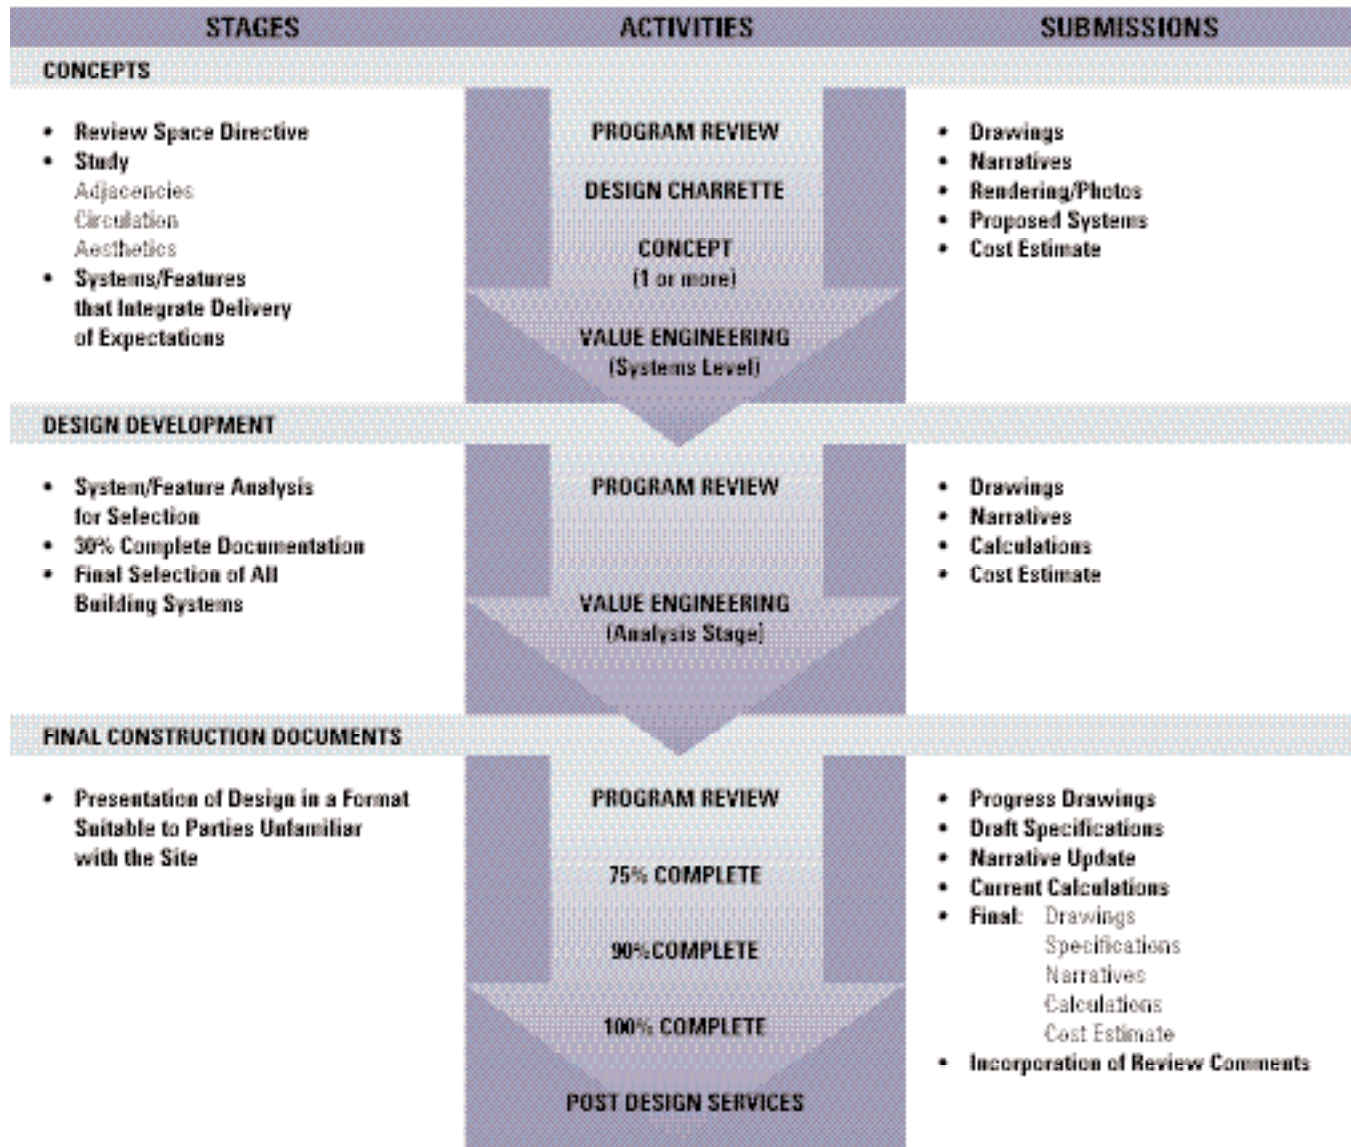 STAGES
ACTIVITIES
SUBMISSIONS
CONCEPTS
• Review Space Directive
• Study
Adjacencies
Circulation
Aesthetics
• Systems/Features
that Integrate Delivery
of Expectations
PROGRAM REVIEW
DESIGN CHARRETTE
CONCEPT
(1 or more)
VALUE ENGINEERING
(Systems Level)
• Drawings
• Narratives
• Rendering/Photos
• Proposed Systems
• Cost Estimate
DESIGN DEVELOPMENT
• System/Feature Analysis
for Selection
• 30% Complete Documentation
• Final Selection of All
Building Systems
PROGRAM REVIEW
VALUE ENGINEERING
(Analysis Stage)
• Drawings
• Narratives
• Calculations
• Cost Estimate
FINAL CONSTRUCTION DOCUMENTS
• Presentation of Design in a Format
Suitable to Parties Unfamiliar
with the Site
PROGRAM REVIEW
75% COMPLETE
90%COMPLETE
100% COMPLETE
POST DESIGN SERVICES
• Progress Drawings
• Draft Specifications
• Narrative Update
• Current Calculations
• Final: Drawings
Specifications
Narratives
Calculations
Cost Estimate
• Incorporation of Review Comments